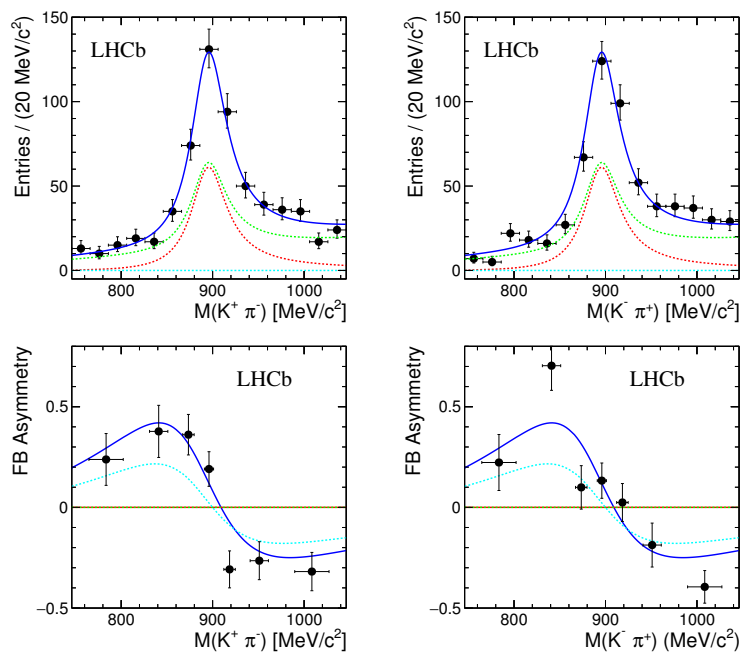 Entries / (20 MeV/c²)
150
100
50
0
LHCb
800
900
1000
M(K⁺ π⁻) [MeV/c²]
Entries / (20 MeV/c²)
150
100
50
0
LHCb
800
900
1000
M(K⁻ π⁺) [MeV/c²]
FB Asymmetry
0.5
0
−0.5
LHCb
800
900
1000
M(K⁺ π⁻) [MeV/c²]
FB Asymmetry
0.5
0
−0.5
LHCb
800
900
1000
M(K⁻ π⁺) (MeV/c²)